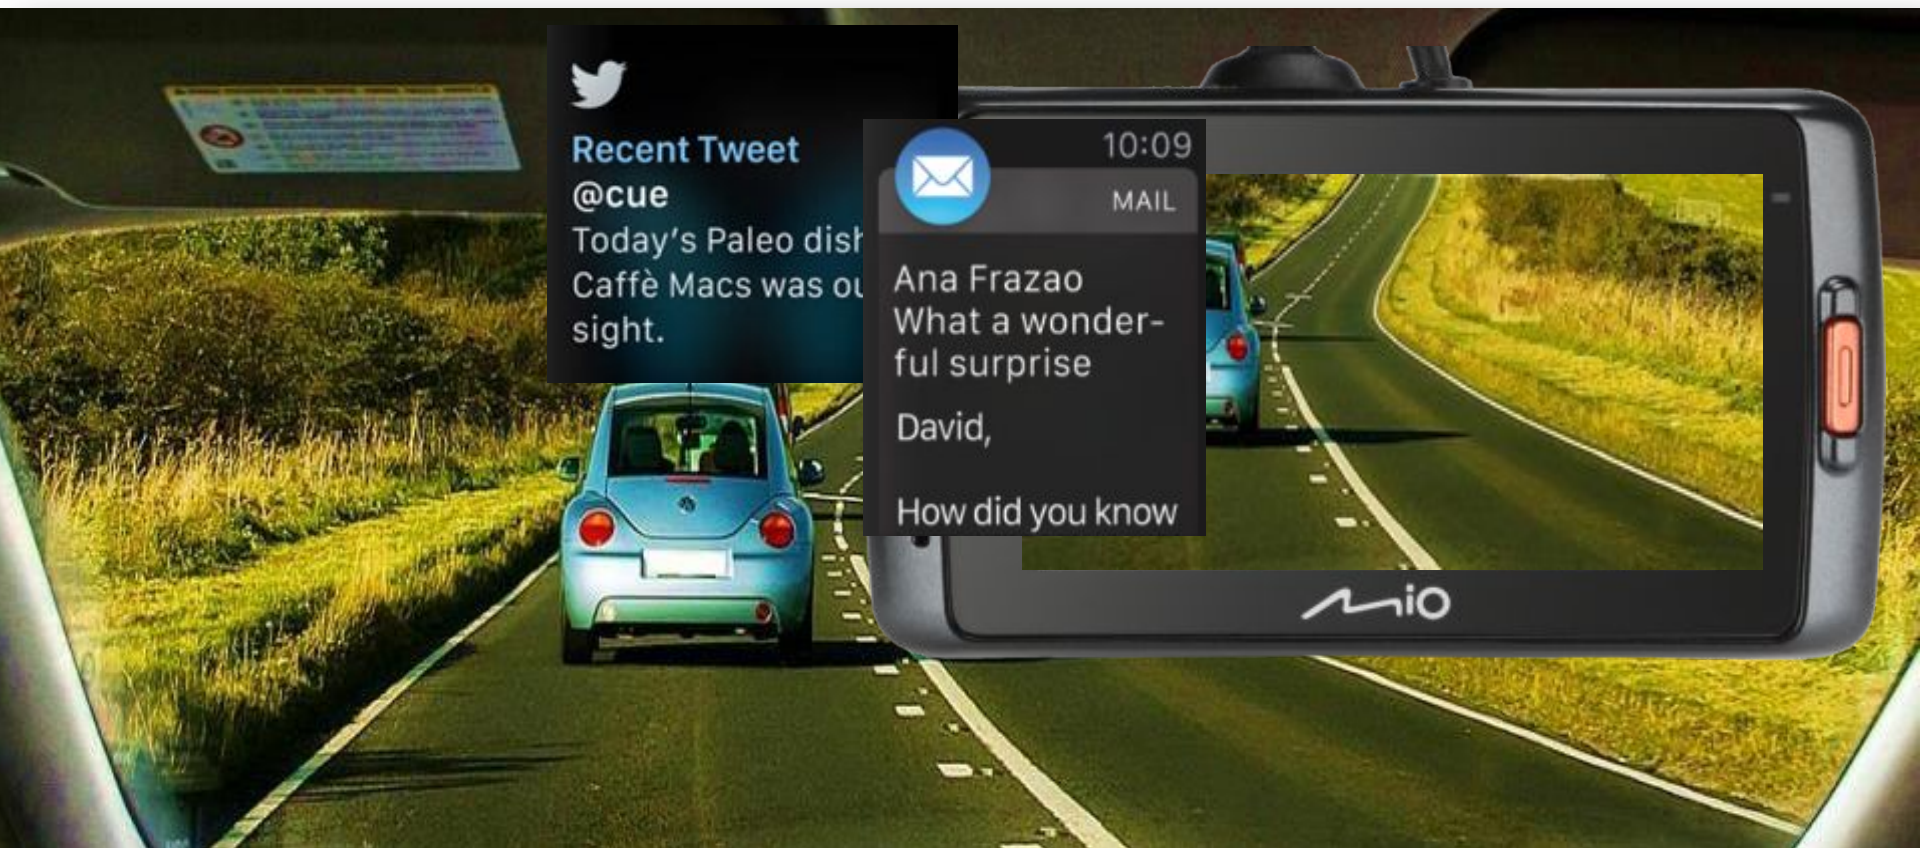 Recent Tweet
@cue
Today's Paleo dish
Caffè Macs was ou
sight.
10:09
MAIL
Ana Frazao
What a wonder-
ful surprise
David,
How did you know
Mio